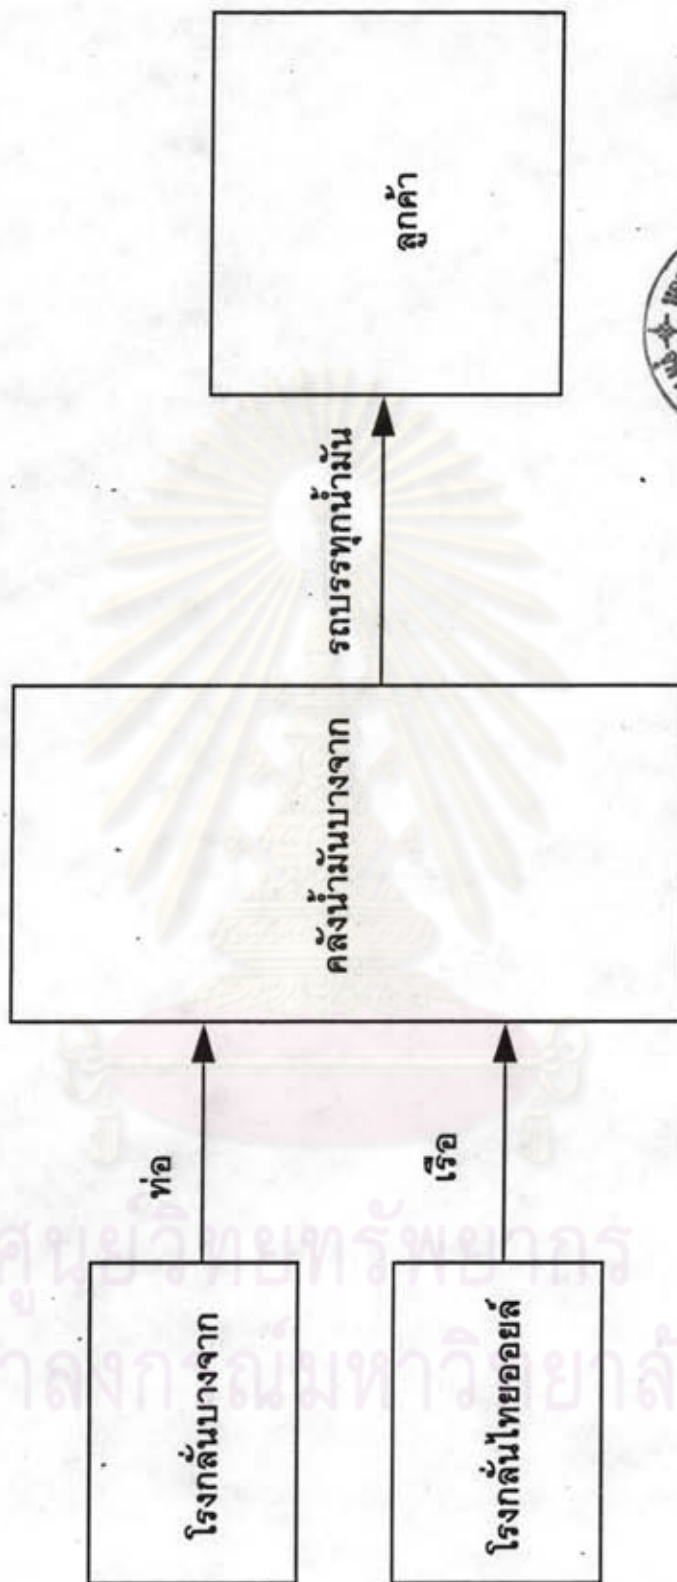 โรงกลั่นบางจาก
ท่อ
โรงกลั่นไทยออยล์
เรือ
คลังน้ำมันบางจาก
รถบรรทุกน้ำมัน
ลูกค้า
ศูนย์วิทยทรัพยากร